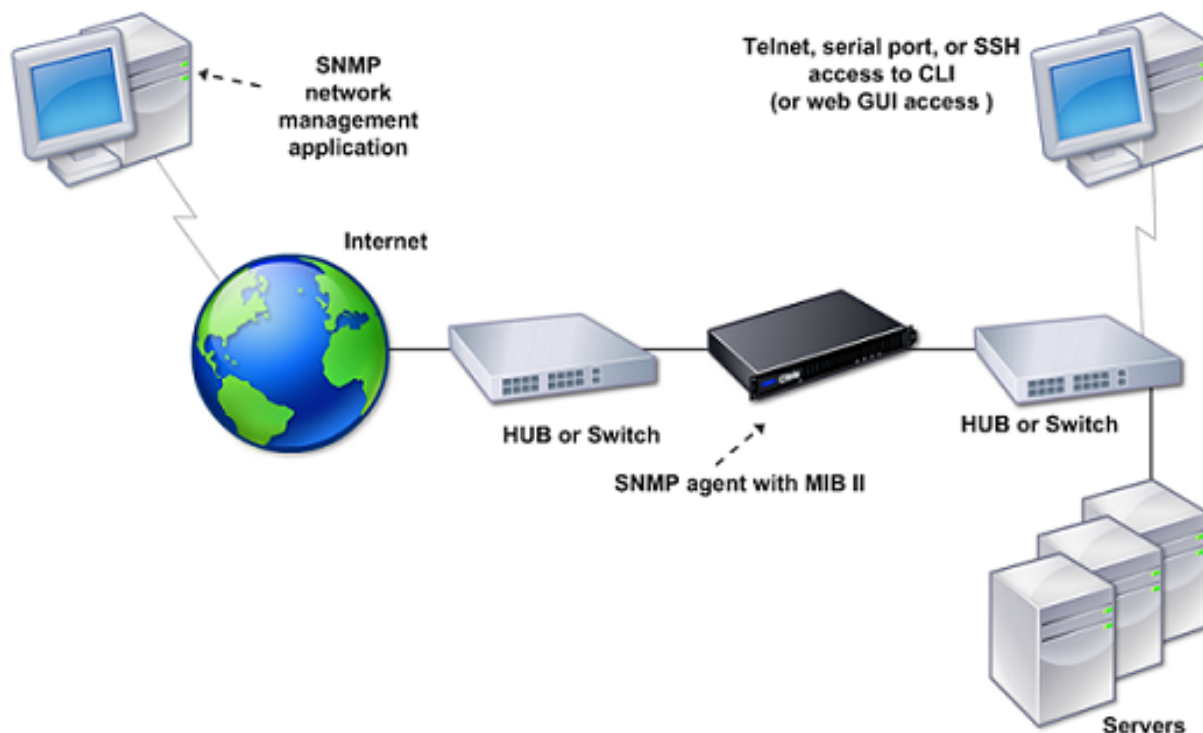 SNMP
network
management
application
Telnet, serial port, or SSH
access to CLI
(or web GUI access )
Internet
HUB or Switch
HUB or Switch
SNMP agent with MIB II
Servers